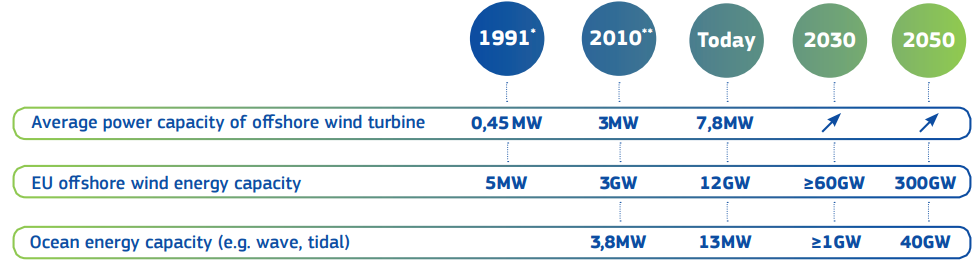 1991* 2010** Today 2030 2050
Average power capacity of offshore wind turbine 0,45 MW 3MW 7,8MW
EU offshore wind energy capacity 5MW 3GW 12GW ≥60GW 300GW
Ocean energy capacity (e.g. wave, tidal) 3,8MW 13MW ≥1GW 40GW